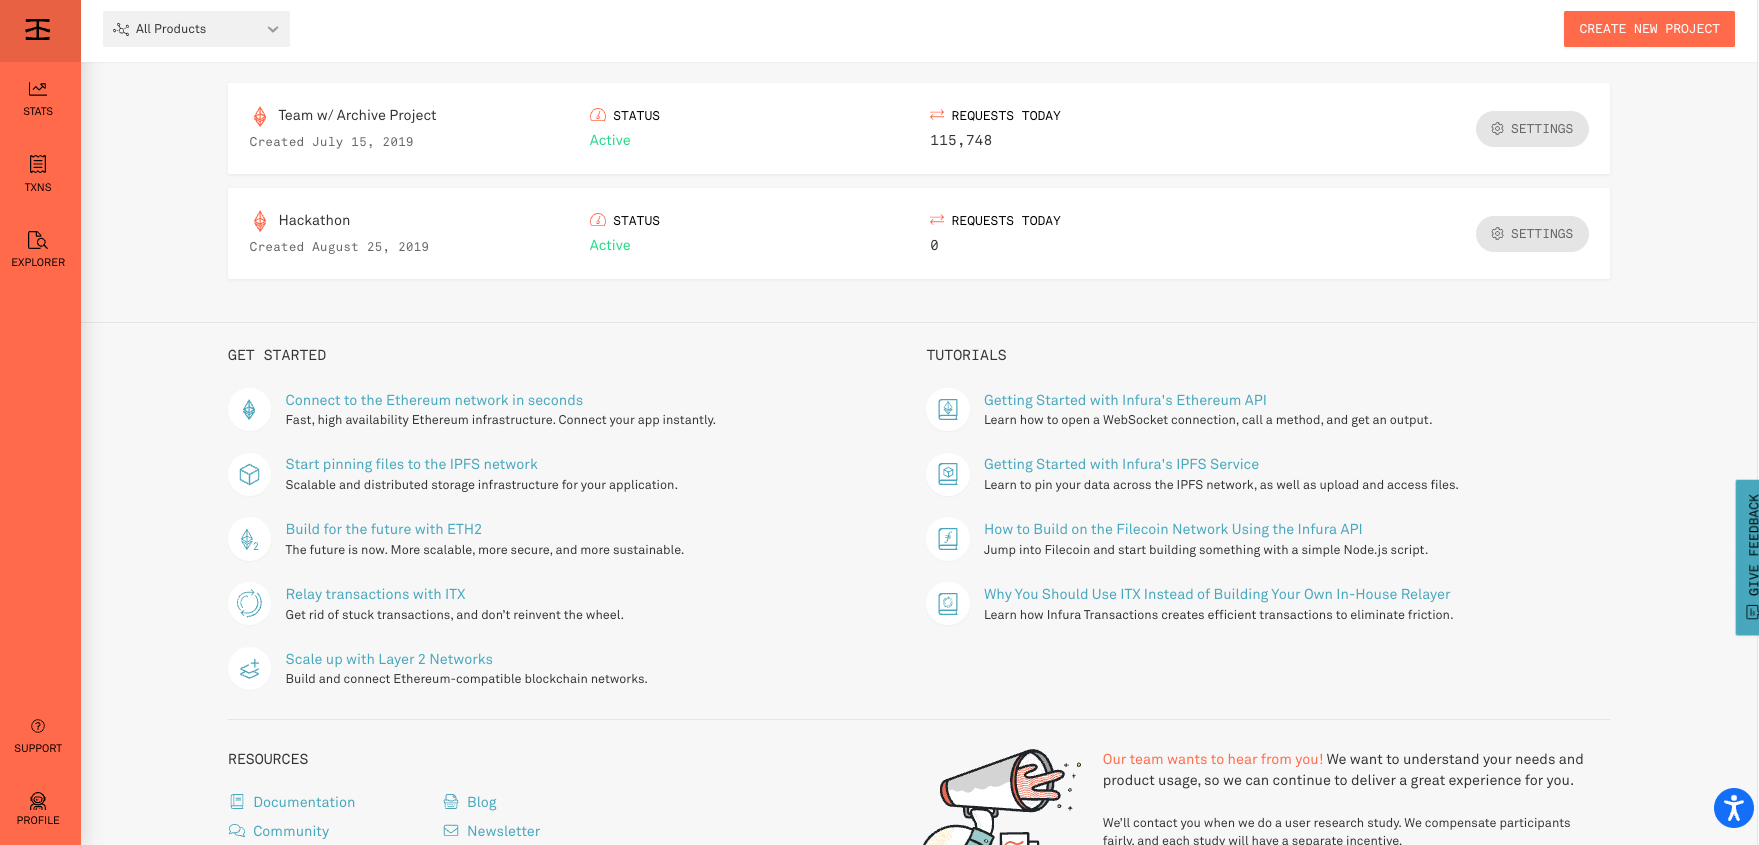 All Products
CREATE NEW PROJECT
STATS
TXNS
EXPLORER
SUPPORT
PROFILE
Team w/ Archive Project
Created July 15, 2019
STATUS
Active
REQUESTS TODAY
115,748
SETTINGS
Hackathon
Created August 25, 2019
STATUS
Active
REQUESTS TODAY
0
SETTINGS
GET STARTED
Connect to the Ethereum network in seconds
Fast, high availability Ethereum infrastructure. Connect your app instantly.
Start pinning files to the IPFS network
Scalable and distributed storage infrastructure for your application.
Build for the future with ETH2
The future is now. More scalable, more secure, and more sustainable.
Relay transactions with ITX
Get rid of stuck transactions, and don't reinvent the wheel.
Scale up with Layer 2 Networks
Build and connect Ethereum-compatible blockchain networks.
TUTORIALS
Getting Started with Infura's Ethereum API
Learn how to open a WebSocket connection, call a method, and get an output.
Getting Started with Infura's IPFS Service
Learn to pin your data across the IPFS network, as well as upload and access files.
How to Build on the Filecoin Network Using the Infura API
Jump into Filecoin and start building something with a simple Node.js script.
Why You Should Use ITX Instead of Building Your Own In-House Relayer
Learn how Infura Transactions creates efficient transactions to eliminate friction.
GIVE FEEDBACK
RESOURCES
Documentation
Blog
Community
Newsletter
Our team wants to hear from you! We want to understand your needs and
product usage, so we can continue to deliver a great experience for you.
We'll contact you when we do a user research study. We compensate participants
fairly, and each study will have a separate incentive.